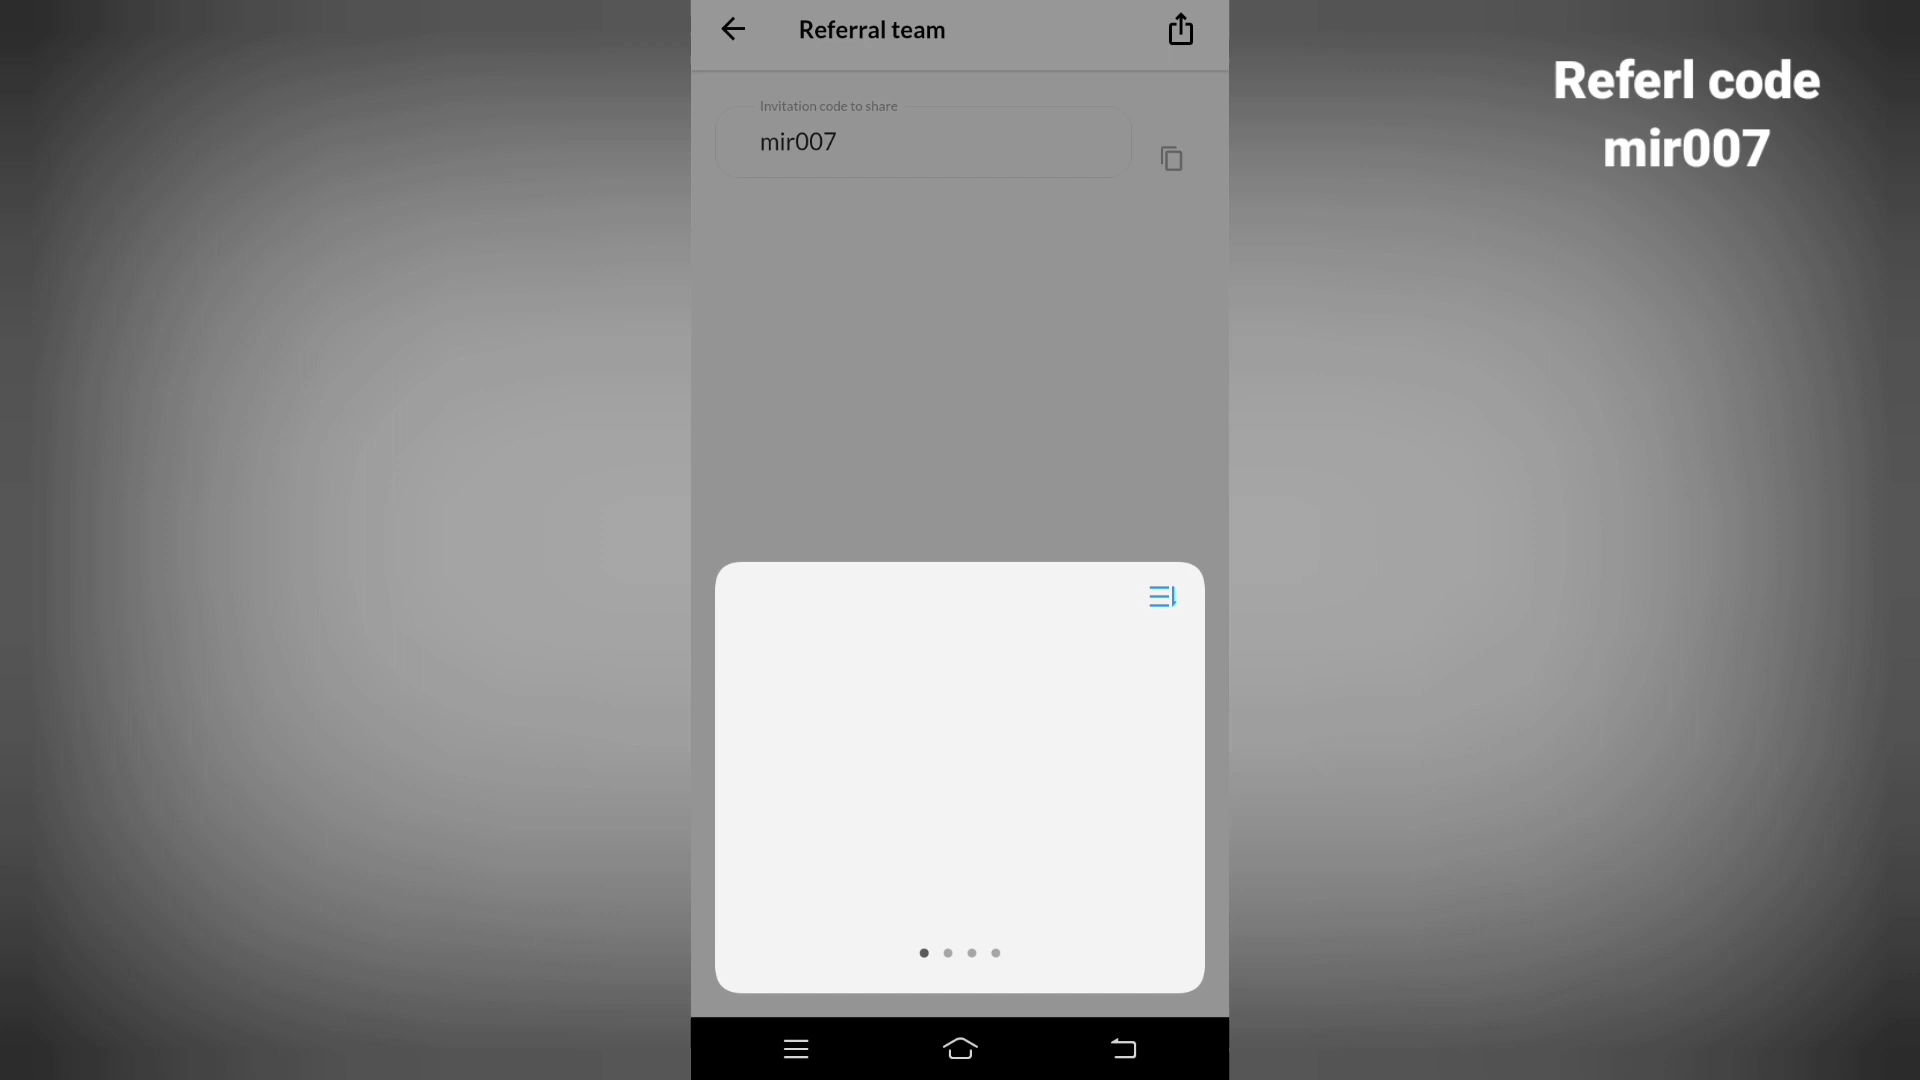 Referral team
Referl code
mir007
Invitation code to share
mir007